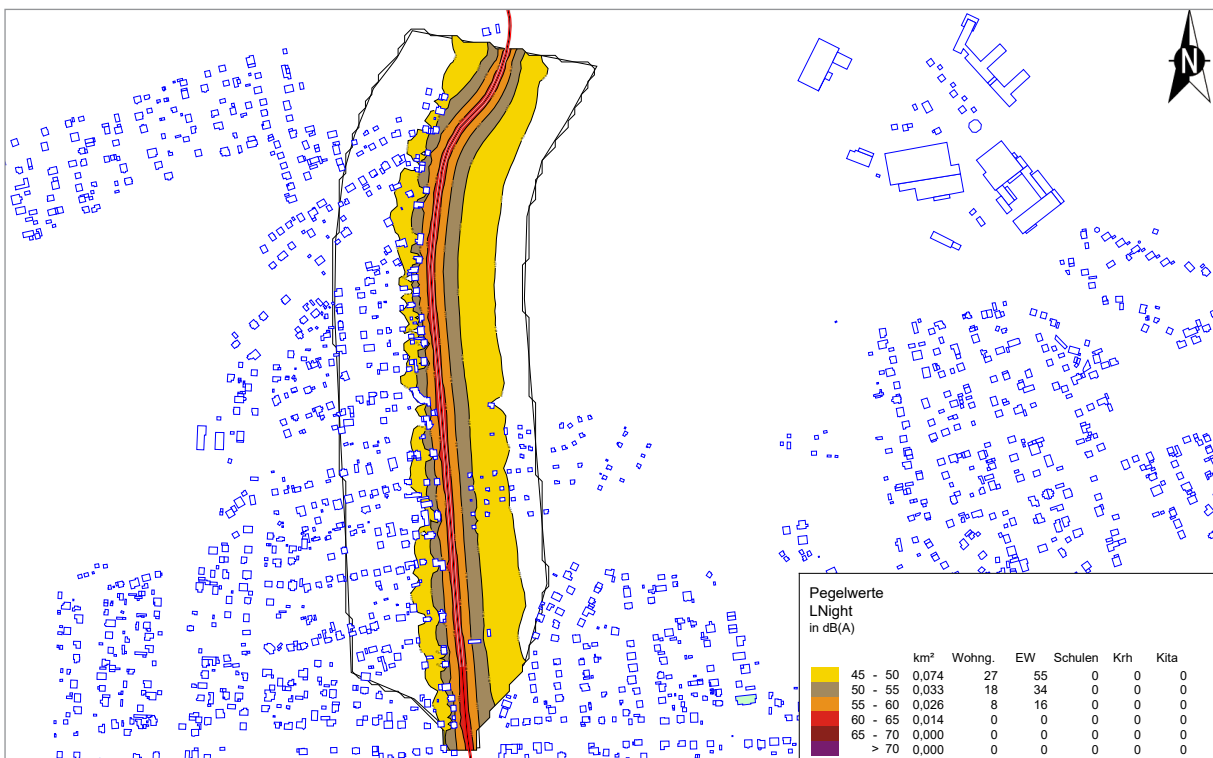 N
Pegelwerte
LNight
in dB(A)
km² Wohng. EW Schulen Krh Kita
45 - 50 0,074 27 55 0 0 0
50 - 55 0,033 18 34 0 0 0
55 - 60 0,026 8 16 0 0 0
60 - 65 0,014 0 0 0 0 0
65 - 70 0,000 0 0 0 0 0
> 70 0,000 0 0 0 0 0